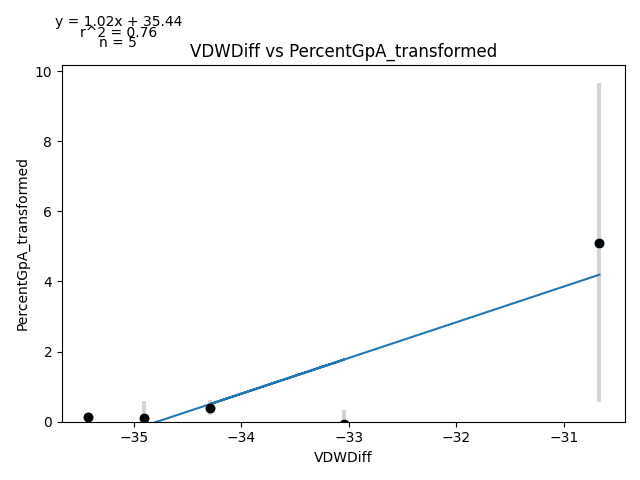 y = 1.02x + 35.44
r^2 = 0.76
n = 5
VDWDiff vs PercentGpA_transformed
10
8
6
4
2
0
PercentGpA_transformed
−35
−34
−33
−32
−31
VDWDiff